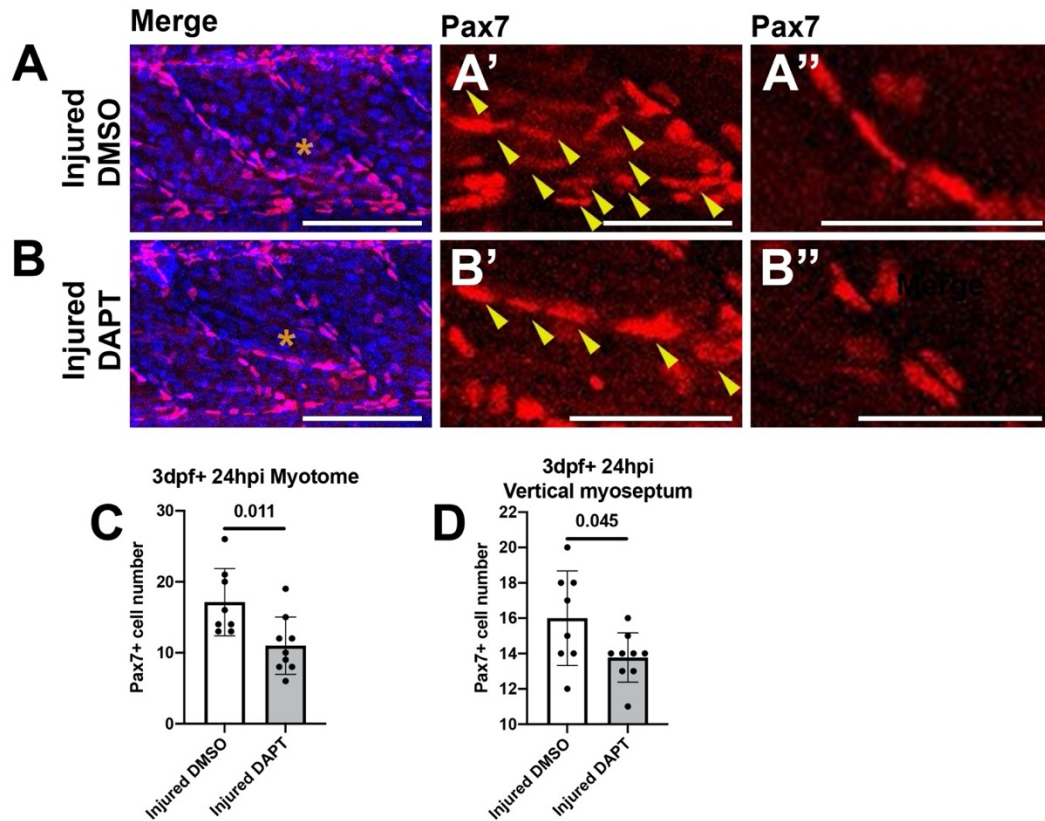 Merge
Pax7
Pax7
A
Injured
DMSO
*
A’
A’’
B
Injured
DAPT
*
B’
B’’
Merge
C
3dpf+ 24hpi Myotome
0.011
Pax7+ cell number
30
20
10
0
Injured DMSO
Injured DAPT
D
3dpf+ 24hpi
Vertical myoseptum
0.045
Pax7+ cell number
22
20
18
16
14
12
10
Injured DMSO
Injured DAPT